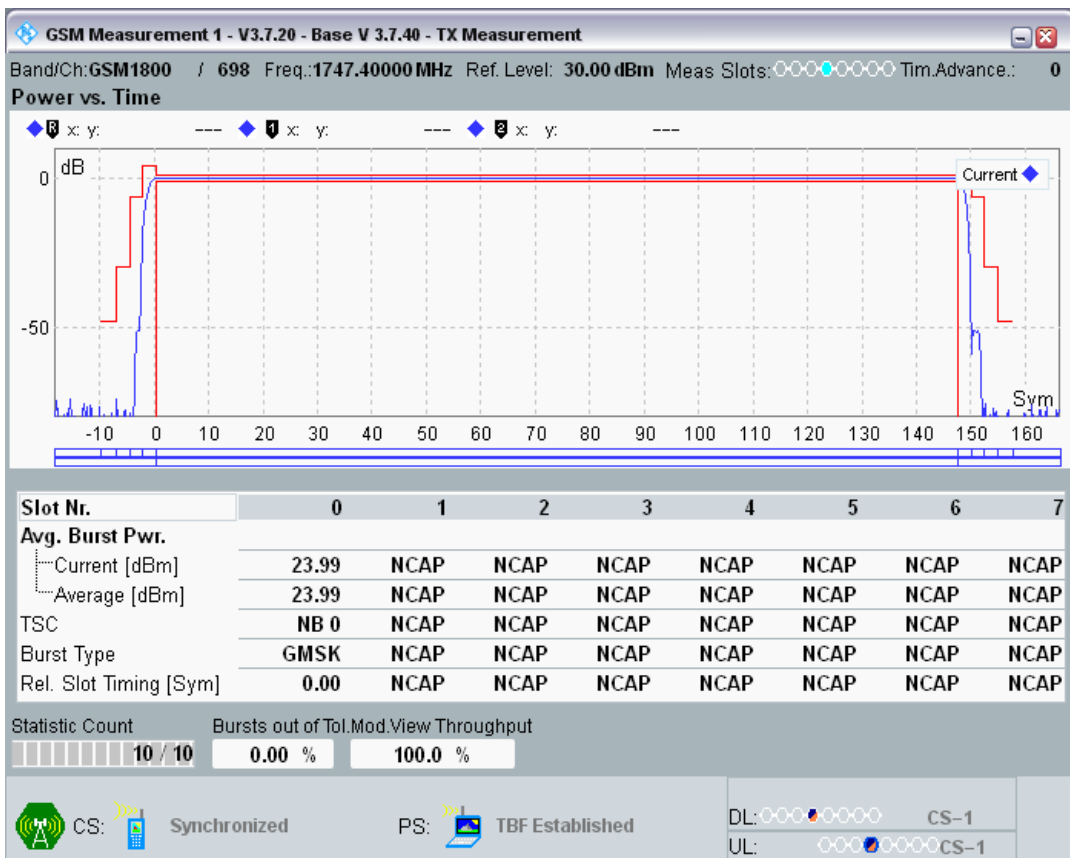 GSM Measurement 1 - V3.7.20 - Base V 3.7.40 - TX Measurement
Band/Ch:GSM1800 / 698 Freq.:1747.40000 MHz Ref. Level: 30.00 dBm Meas Slots: Tim.Advance.: 0
Power vs. Time
R x: y: --- 1 x: y: --- 2 x: y: ---
dB
Current
0
-50
Sym
-10 0 10 20 30 40 50 60 70 80 90 100 110 120 130 140 150 160
Slot Nr. 0 1 2 3 4 5 6 7
Avg. Burst Pwr.
Current [dBm] 23.99 NCAP NCAP NCAP NCAP NCAP NCAP NCAP
Average [dBm] 23.99 NCAP NCAP NCAP NCAP NCAP NCAP NCAP
TSC NB 0 NCAP NCAP NCAP NCAP NCAP NCAP NCAP
Burst Type GMSK NCAP NCAP NCAP NCAP NCAP NCAP NCAP
Rel. Slot Timing [Sym] 0.00 NCAP NCAP NCAP NCAP NCAP NCAP NCAP
Statistic Count Bursts out of Tol.Mod.View Throughput
10 / 10 0.00 % 100.0 %
CS: Synchronized PS: TBF Established
DL: CS-1
UL: CS-1